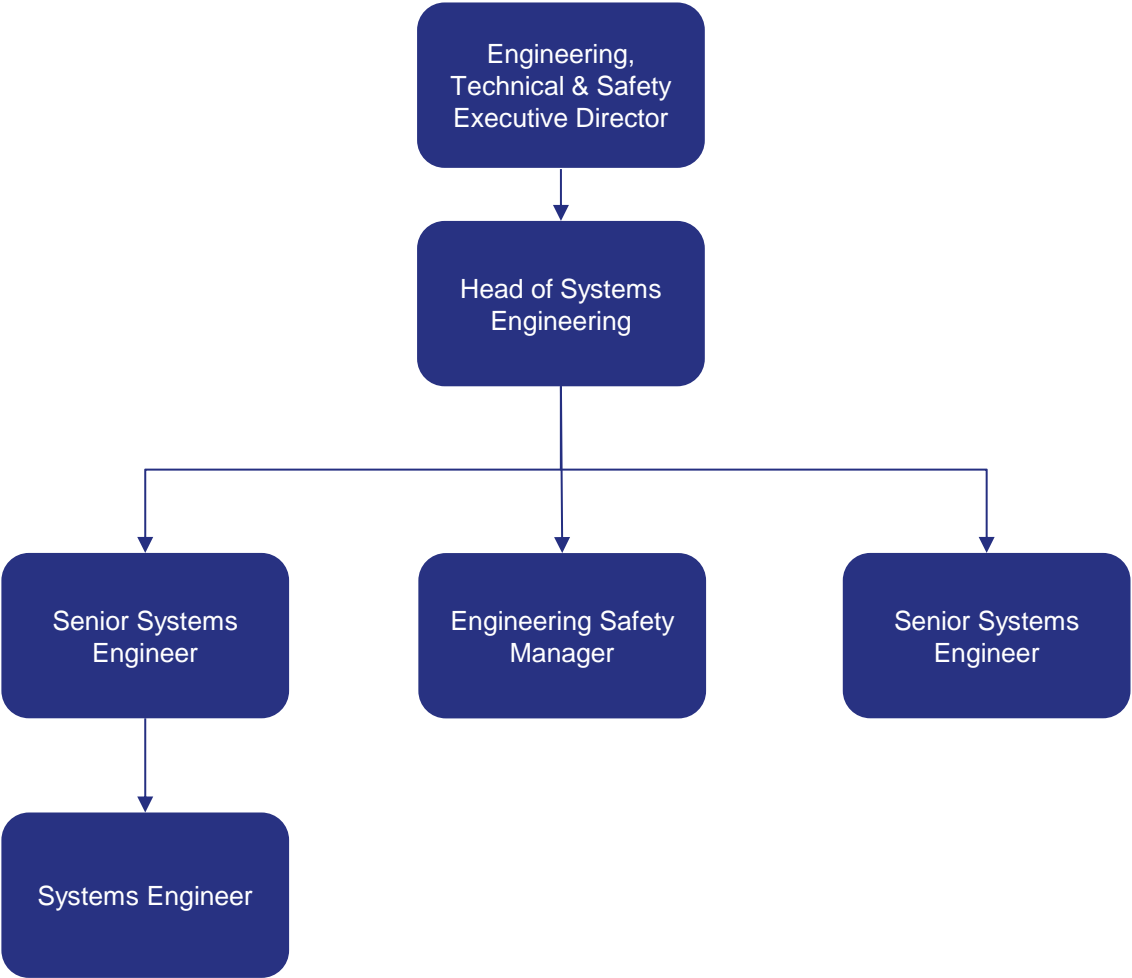 Engineering,
Technical & Safety
Executive Director
Head of Systems
Engineering
Senior Systems
Engineer
Engineering Safety
Manager
Senior Systems
Engineer
Systems Engineer